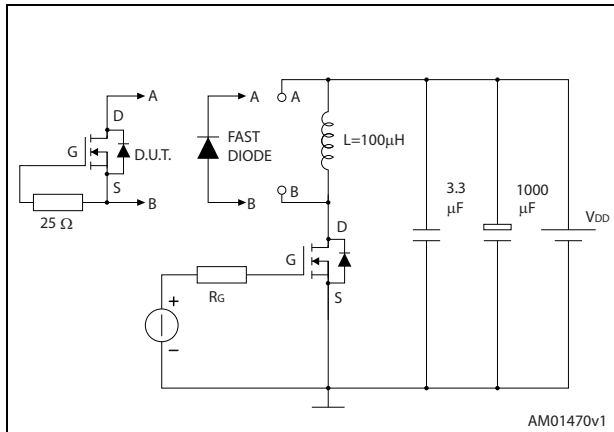 A
D
G
D.U.T.
S
B
25 Ω
A
FAST
DIODE
B
A
B
L=100μH
D
G
S
RG
+
–
3.3
μF
1000
μF
VDD
AM01470v1